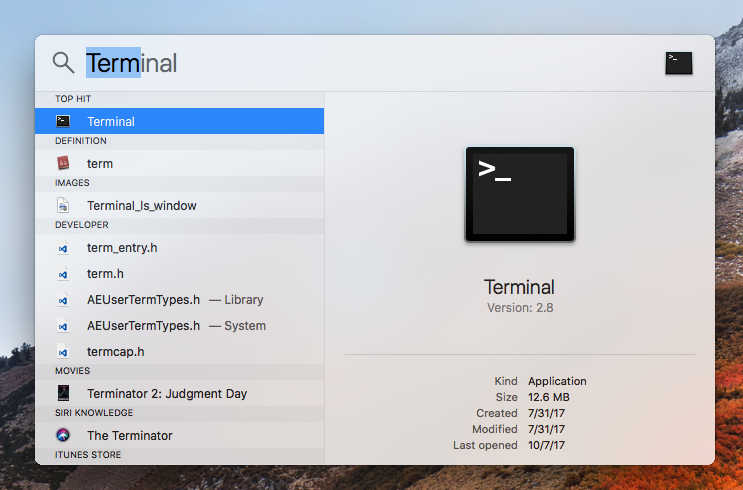 Terminal
TOP HIT
Terminal
DEFINITION
term
IMAGES
Terminal_ls_window
DEVELOPER
term_entry.h
term.h
AEUserTermTypes.h — Library
AEUserTermTypes.h — System
termcap.h
MOVIES
Terminator 2: Judgment Day
SIRI KNOWLEDGE
The Terminator
ITUNES STORE
>_
Terminal
Version: 2.8
Kind Application
Size 12.6 MB
Created 7/31/17
Modified 7/31/17
Last opened 10/7/17